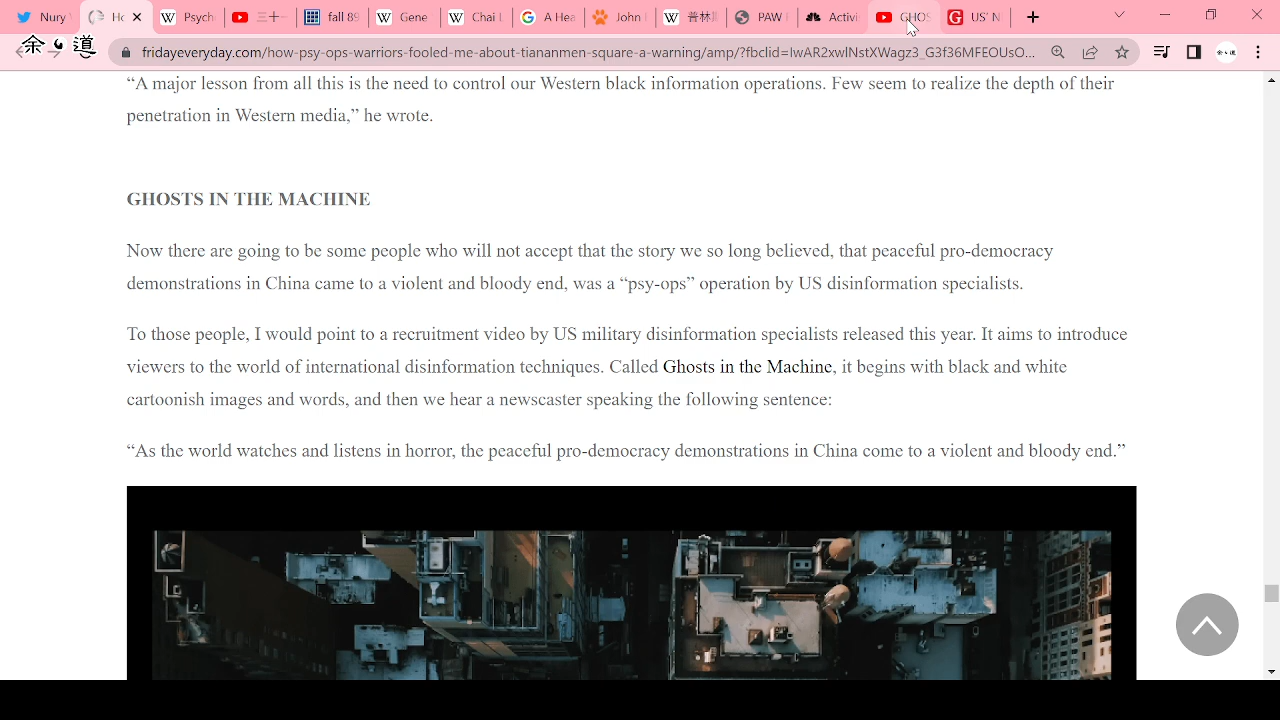 Nury
Ho
Psych
三十
fall 89
Gene
Chai L
A Hea
John
普林
PAW
Activi
GHOS
US' N
余 道
fridayeveryday.com/how-psy-ops-warriors-fooled-me-about-tiananmen-square-a-warning/amp/?fbclid=IwAR2xwlNstXWagz3_G3f36MFEOUsO...
“A major lesson from all this is the need to control our Western black information operations. Few seem to realize the depth of their
penetration in Western media,” he wrote.
GHOSTS IN THE MACHINE
Now there are going to be some people who will not accept that the story we so long believed, that peaceful pro-democracy
demonstrations in China came to a violent and bloody end, was a “psy-ops” operation by US disinformation specialists.
To those people, I would point to a recruitment video by US military disinformation specialists released this year. It aims to introduce
viewers to the world of international disinformation techniques. Called Ghosts in the Machine, it begins with black and white
cartoonish images and words, and then we hear a newscaster speaking the following sentence:
“As the world watches and listens in horror, the peaceful pro-democracy demonstrations in China come to a violent and bloody end.”